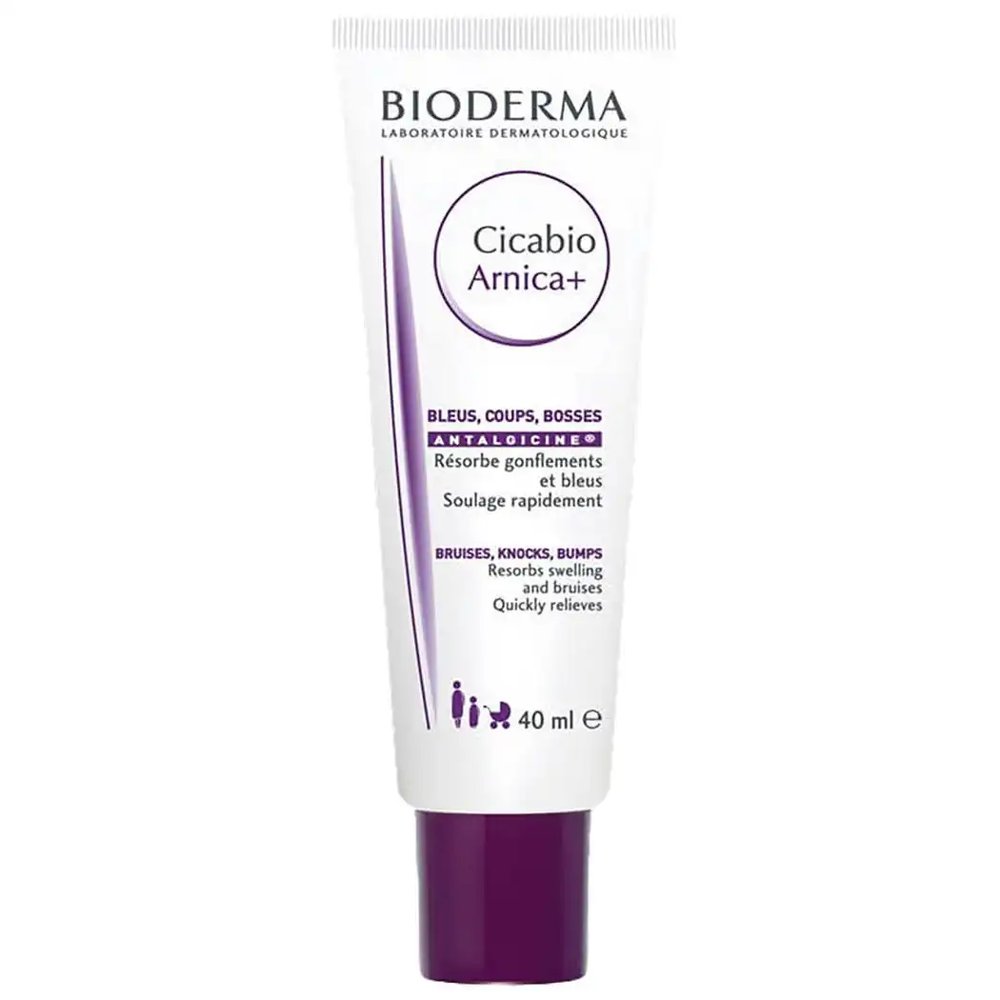 BIODERMA
LABORATOIRE DERMATOLOGIQUE
Cicabio
Arnica+
BLEUS, COUPS, BOSSES
ANTALGICINE®
Résorbe gonflements
et bleus
Soulage rapidement
BRUISES, KNOCKS, BUMPS
Resorbs swelling
and bruises
Quickly relieves
40 ml ℮